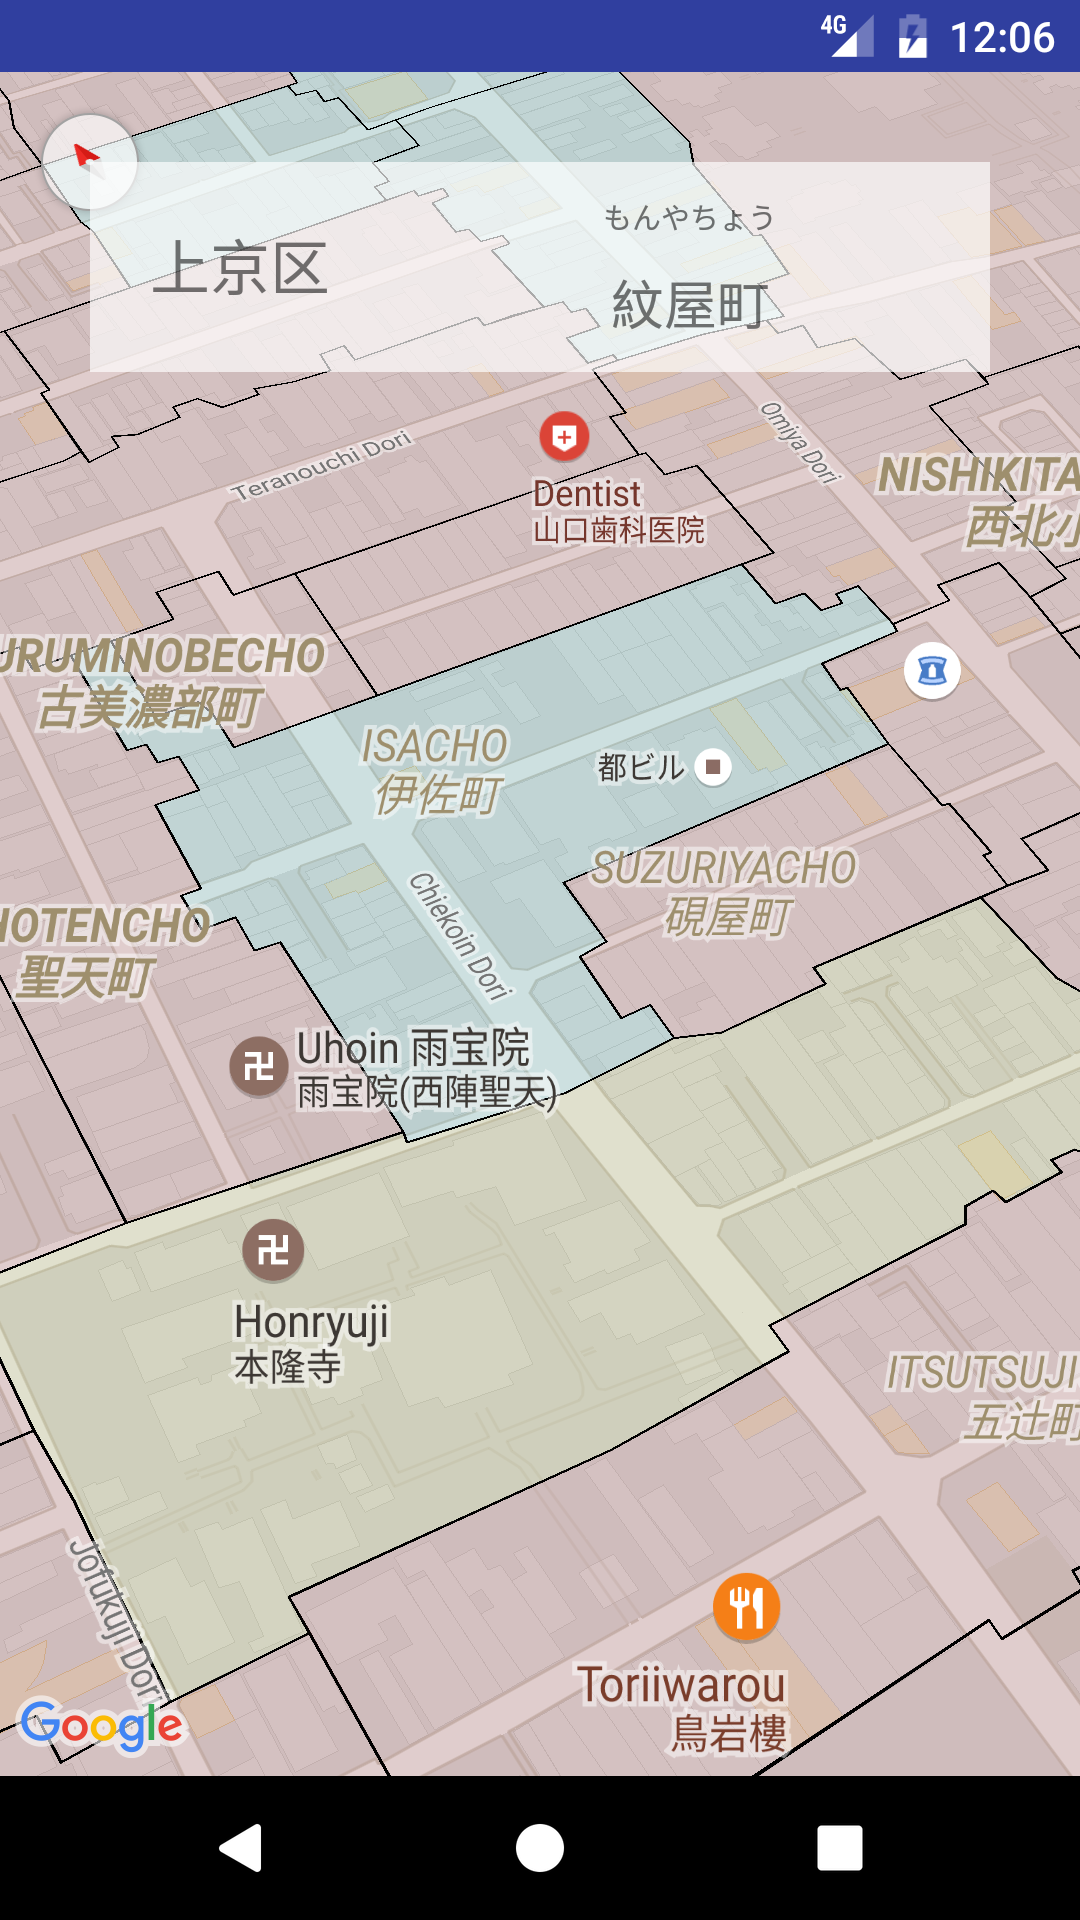 4G 12:06
もんやちょう
上京区
紋屋町
Omiya Dori
Teranouchi Dori
NISHIKITA
西北小
Dentist
山口歯科医院
URUMINOBECHO
古美濃部町
ISACHO
伊佐町
都ビル
SUZURIYACHO
硯屋町
Chiekoin Dori
HOTENCHO
聖天町
Uhoin 雨宝院
雨宝院(西陣聖天)
Honryuji
本隆寺
ITSUTSUJI
五辻町
Jofukuji Dori
Toriiwarou
鳥岩樓
Google